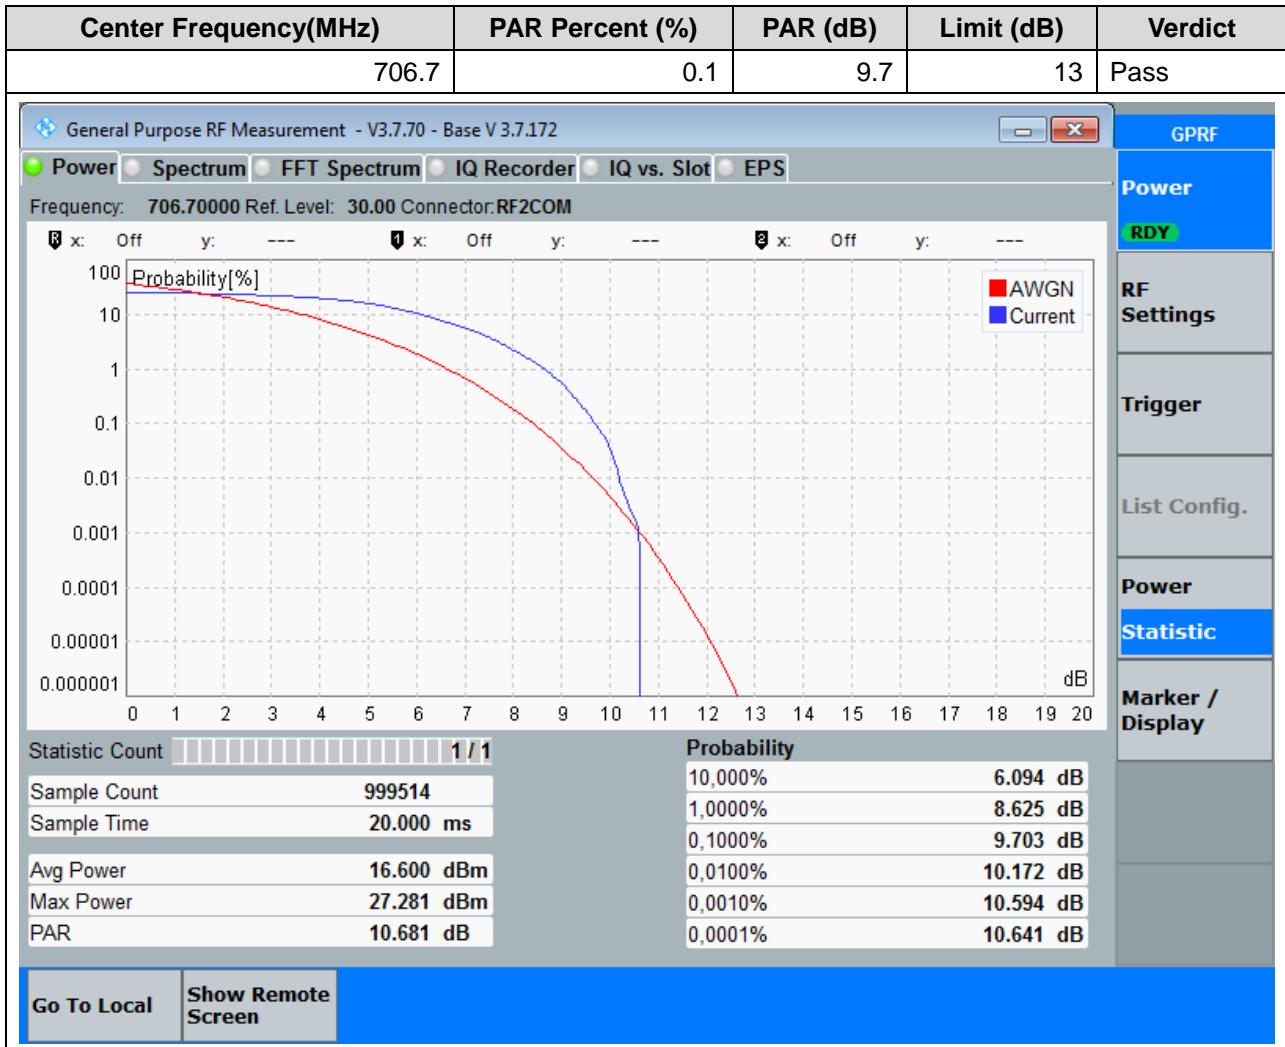 Center Frequency(MHz) PAR Percent (%) PAR (dB) Limit (dB) Verdict
706.7 0.1 9.7 13 Pass
General Purpose RF Measurement - V3.7.70 - Base V 3.7.172
GPRF
Power Spectrum FFT Spectrum IQ Recorder IQ vs. Slot EPS
Power
RDY
Frequency: 706.70000 Ref. Level: 30.00 Connector:RF2COM
R x: Off y: --- 1 x: Off y: --- 2 x: Off y: ---
Probability[%]
AWGN
Current
100
10
1
0.1
0.01
0.001
0.0001
0.00001
0.000001
dB
0 1 2 3 4 5 6 7 8 9 10 11 12 13 14 15 16 17 18 19 20
RF
Settings
Trigger
List Config.
Power
Statistic
Marker /
Display
Statistic Count 1 / 1
Sample Count 999514
Sample Time 20.000 ms
Avg Power 16.600 dBm
Max Power 27.281 dBm
PAR 10.681 dB
Probability
10,000% 6.094 dB
1,0000% 8.625 dB
0,1000% 9.703 dB
0,0100% 10.172 dB
0,0010% 10.594 dB
0,0001% 10.641 dB
Go To Local
Show Remote
Screen